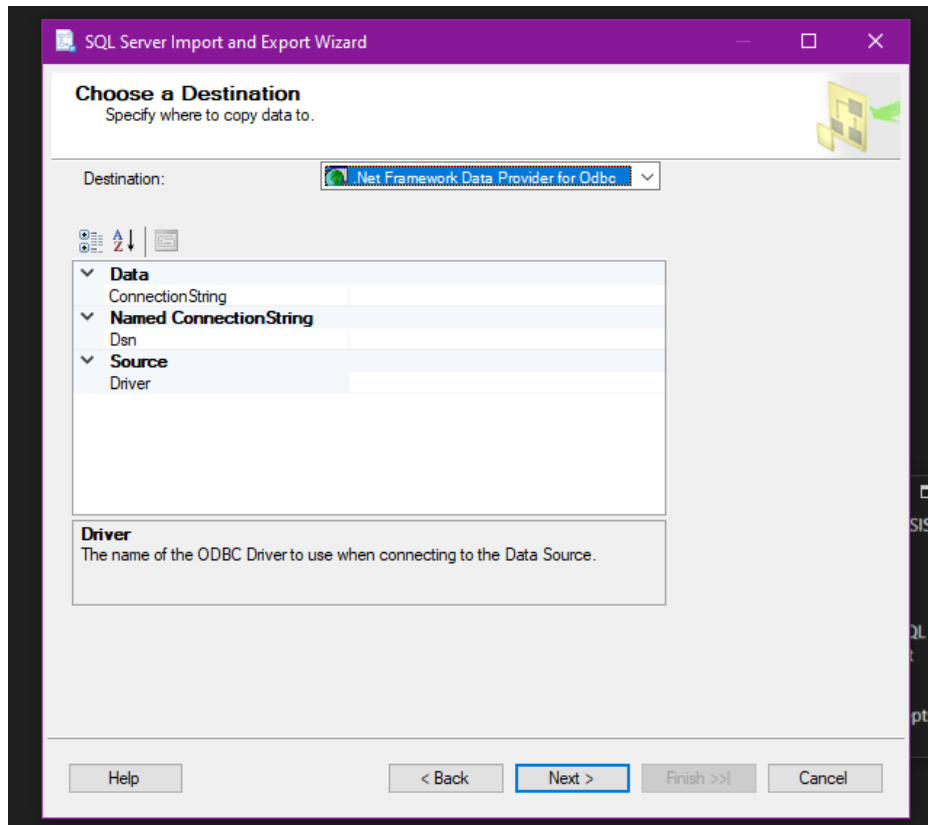 SQL Server Import and Export Wizard
Choose a Destination
Specify where to copy data to.
Destination:
.Net Framework Data Provider for Odbc
A
Z
Data
ConnectionString
Named ConnectionString
Dsn
Source
Driver
Driver
The name of the ODBC Driver to use when connecting to the Data Source.
Help
< Back
Next >
Finish >>|
Cancel